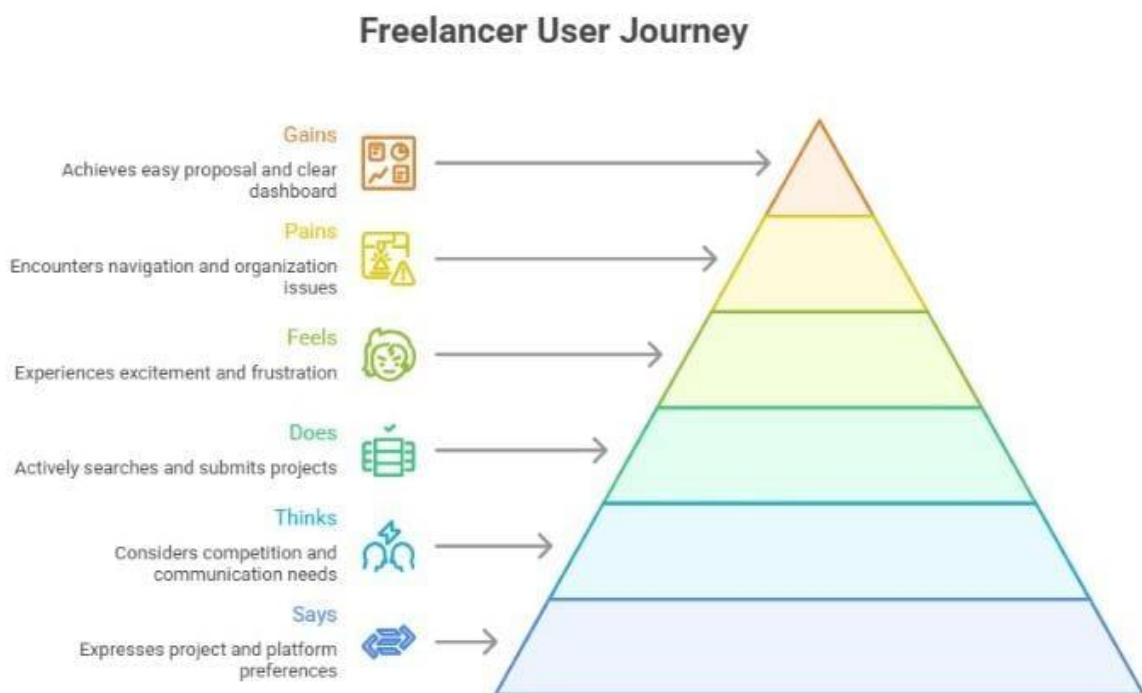 Freelancer User Journey
Gains
Achieves easy proposal and clear
dashboard
Pains
Encounters navigation and organization
issues
Feels
Experiences excitement and frustration
Does
Actively searches and submits projects
Thinks
Considers competition and
communication needs
Says
Expresses project and platform
preferences